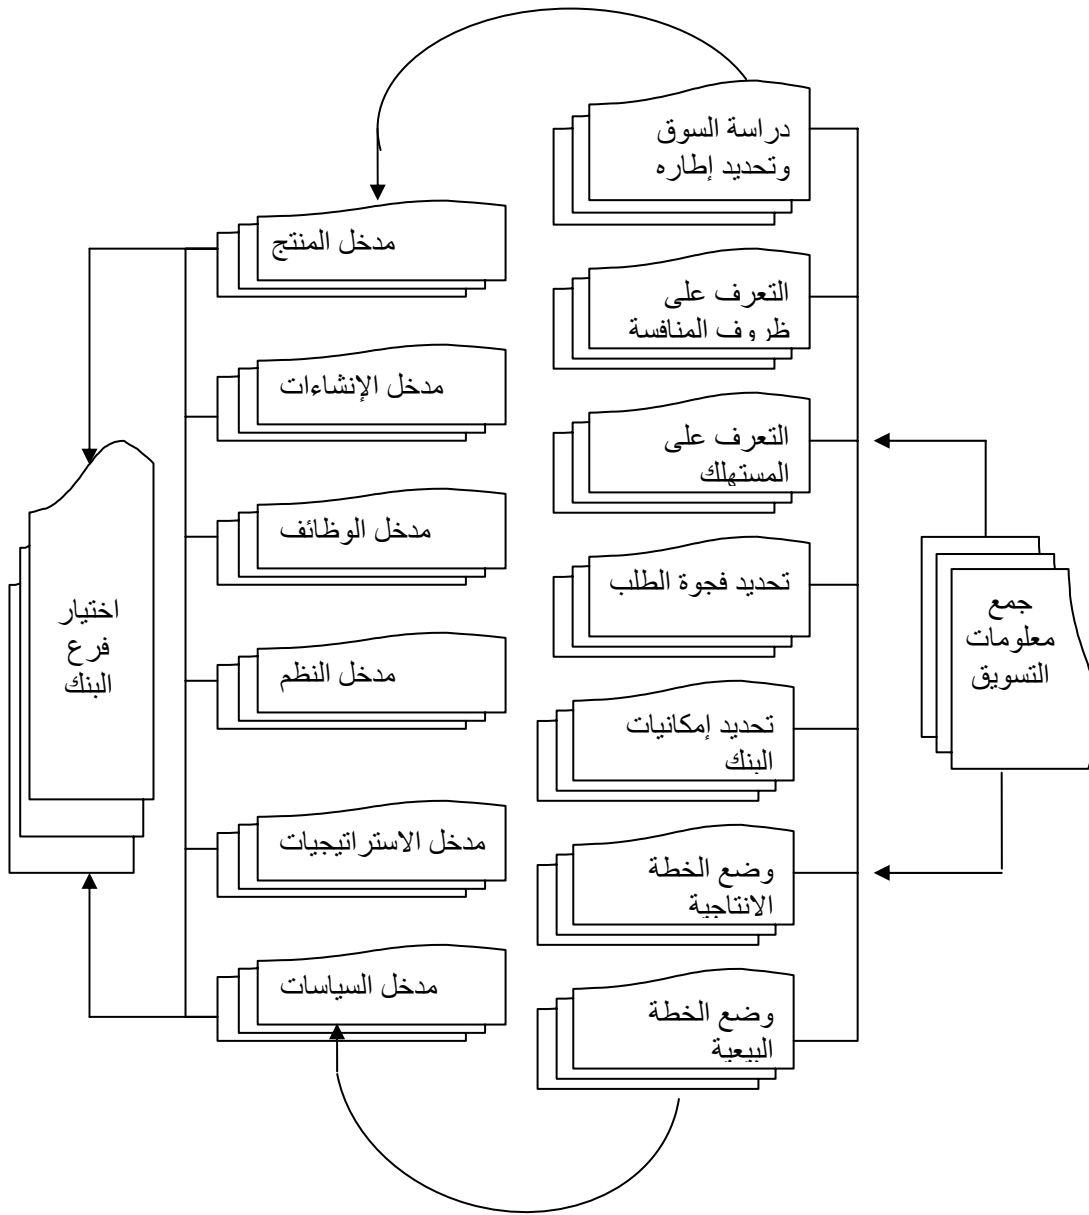 جمع
معلومات
التسويق
دراسة السوق
وتحديد إطاره
التعرف على
ظروف المنافسة
التعرف على
المستهلك
تحديد فجوة الطلب
تحديد إمكانيات
البنك
وضع الخطة
الانتاجية
وضع الخطة
البيعية
مدخل المنتج
مدخل الإنشاءات
مدخل الوظائف
مدخل النظم
مدخل الاستراتيجيات
مدخل السياسات
اختيار
فرع
البنك